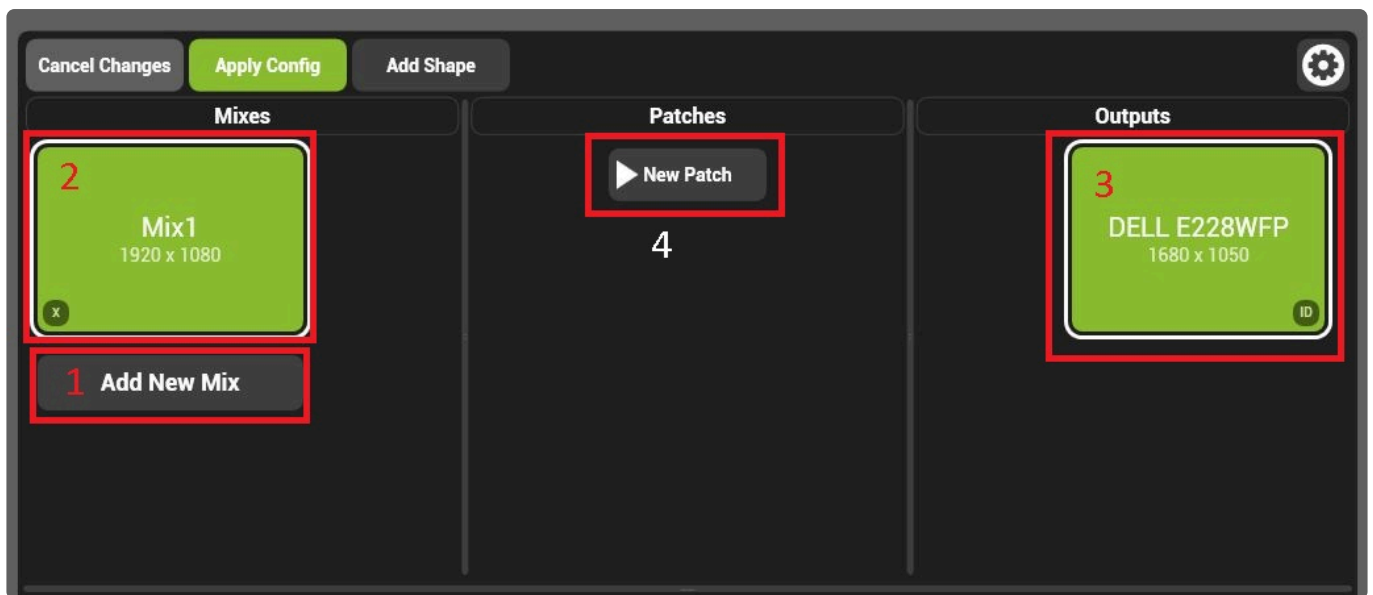 Cancel Changes Apply Config Add Shape
Mixes Patches Outputs
2
Mix1
1920 x 1080
X
1 Add New Mix
New Patch
4
3
DELL E228WFP
1680 x 1050
ID